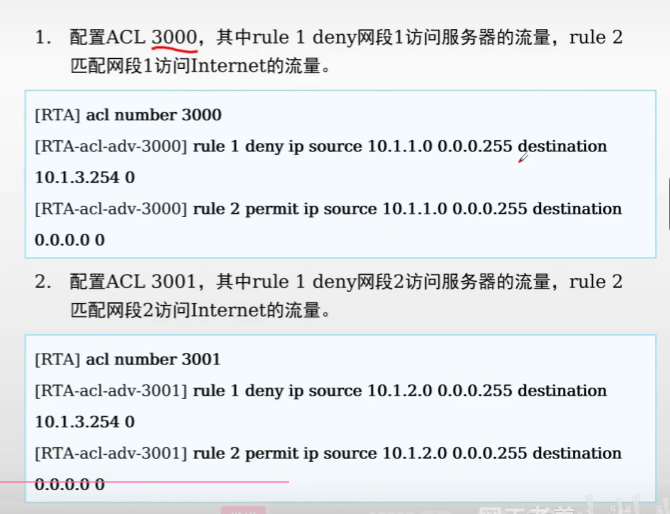 1. 配置ACL 3000，其中rule 1 deny网段1访问服务器的流量，rule 2
匹配网段1访问Internet的流量。
[RTA] acl number 3000
[RTA-acl-adv-3000] rule 1 deny ip source 10.1.1.0 0.0.0.255 destination
10.1.3.254 0
[RTA-acl-adv-3000] rule 2 permit ip source 10.1.1.0 0.0.0.255 destination
0.0.0.0 0
2. 配置ACL 3001，其中rule 1 deny网段2访问服务器的流量，rule 2
匹配网段2访问Internet的流量。
[RTA] acl number 3001
[RTA-acl-adv-3001] rule 1 deny ip source 10.1.2.0 0.0.0.255 destination
10.1.3.254 0
[RTA-acl-adv-3001] rule 2 permit ip source 10.1.2.0 0.0.0.255 destination
0.0.0.0 0